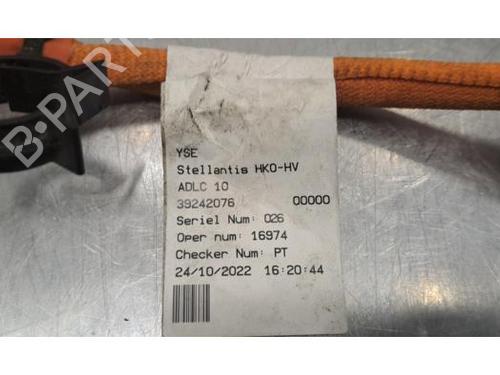 B-PARTS
YSE
Stellantis HKO-HV
ADLC 10
39242076 00000
Seriel Num: 026
Oper num: 16974
Checker Num: PT
24/10/2022 16:20:44